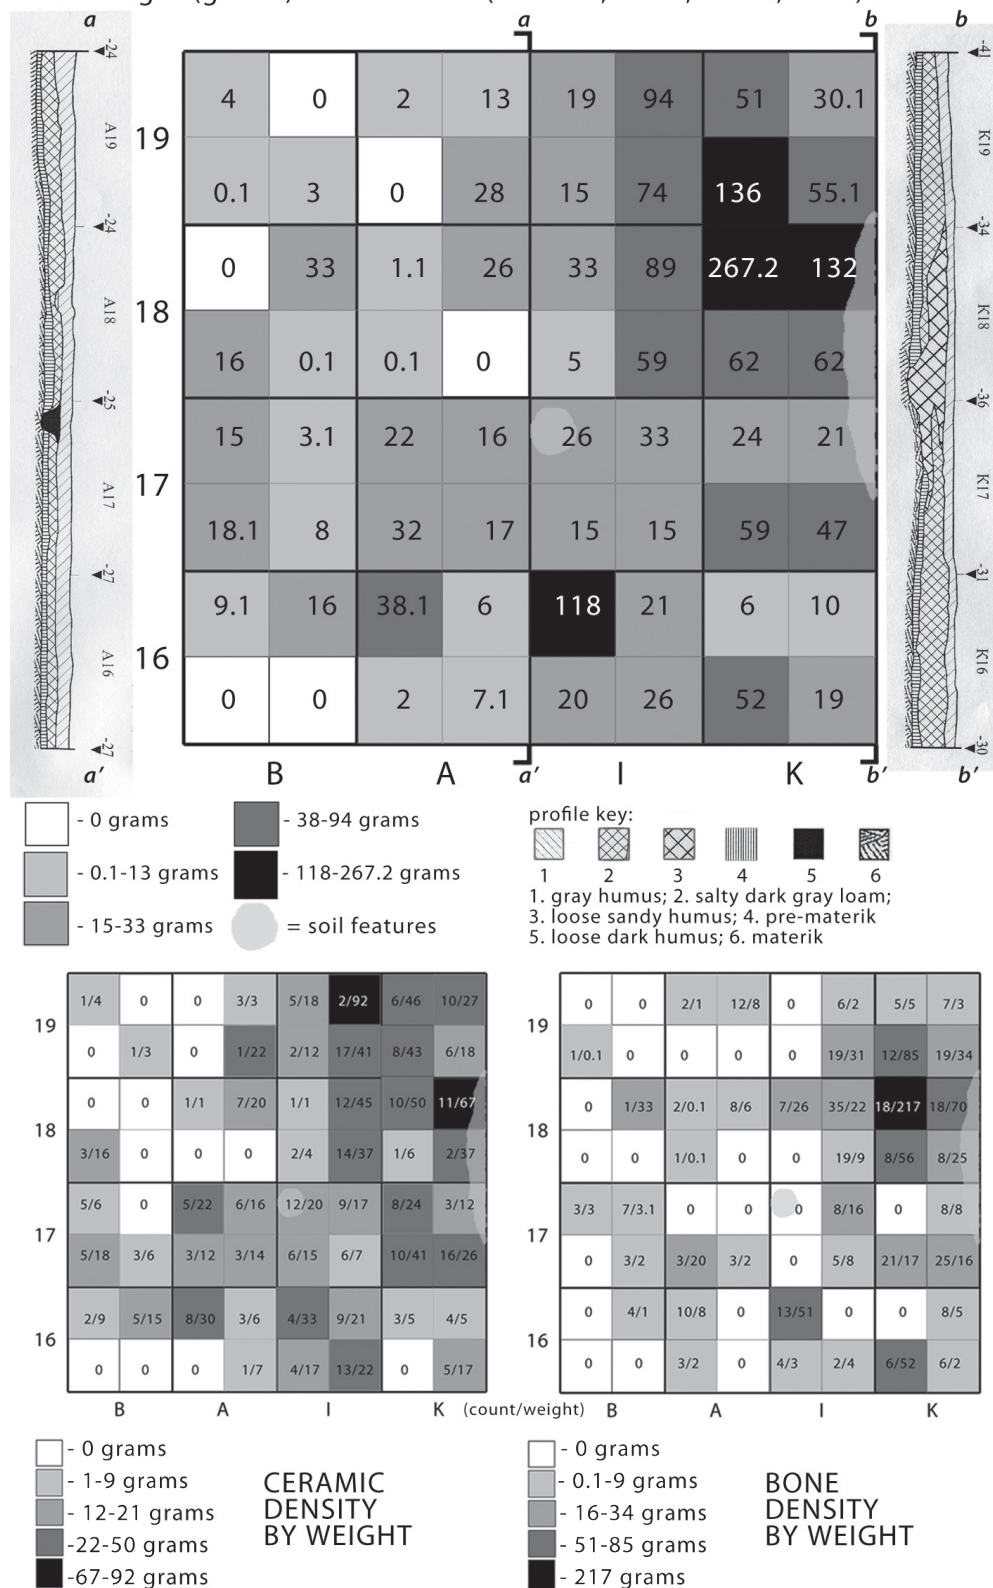 a a b b
-24 -41
4 0 2 13 19 94 51 30.1
A19 19 K19
0.1 3 0 28 15 74 136 55.1
-24 -34
0 33 1.1 26 33 89 267.2 132
A18 18 K18
16 0.1 0.1 0 5 59 62 62
-25 -36
15 3.1 22 16 26 33 24 21
A17 17 K17
18.1 8 32 17 15 15 59 47
-27 -31
9.1 16 38.1 6 118 21 6 10
A16 16 K16
0 0 2 7.1 20 26 52 19
-27 -30
a' B A a' I K b' b'
- 0 grams
- 0.1-13 grams
- 15-33 grams
- 38-94 grams
- 118-267.2 grams
= soil features
profile key:
1 2 3 4 5 6
1. gray humus; 2. salty dark gray loam;
3. loose sandy humus; 4. pre-materik
5. loose dark humus; 6. materik
1/4 0 0 3/3 5/18 2/92 6/46 10/27
19
0 1/3 0 1/22 2/12 17/41 8/43 6/18
0 0 1/1 7/20 1/1 12/45 10/50 11/67
18
3/16 0 0 0 2/4 14/37 1/6 2/37
5/6 0 5/22 6/16 12/20 9/17 8/24 3/12
17
5/18 3/6 3/12 3/14 6/15 6/7 10/41 16/26
2/9 5/15 8/30 3/6 4/33 9/21 3/5 4/5
16
0 0 0 1/7 4/17 13/22 0 5/17
B A I K (count/weight)
0 0 2/1 12/8 0 6/2 5/5 7/3
19
1/0.1 0 0 0 0 19/31 12/85 19/34
0 1/33 2/0.1 8/6 7/26 35/22 18/217 18/70
18
0 0 1/0.1 0 0 19/9 8/56 8/25
3/3 7/3.1 0 0 0 8/16 0 8/8
17
0 3/2 3/20 3/2 0 5/8 21/17 25/16
0 4/1 10/8 0 13/51 0 0 8/5
16
0 0 3/2 0 4/3 2/4 6/52 6/2
B A I K
- 0 grams
- 1-9 grams
- 12-21 grams
-22-50 grams
-67-92 grams
CERAMIC
DENSITY
BY WEIGHT
- 0 grams
- 0.1-9 grams
- 16-34 grams
- 51-85 grams
- 217 grams
BONE
DENSITY
BY WEIGHT